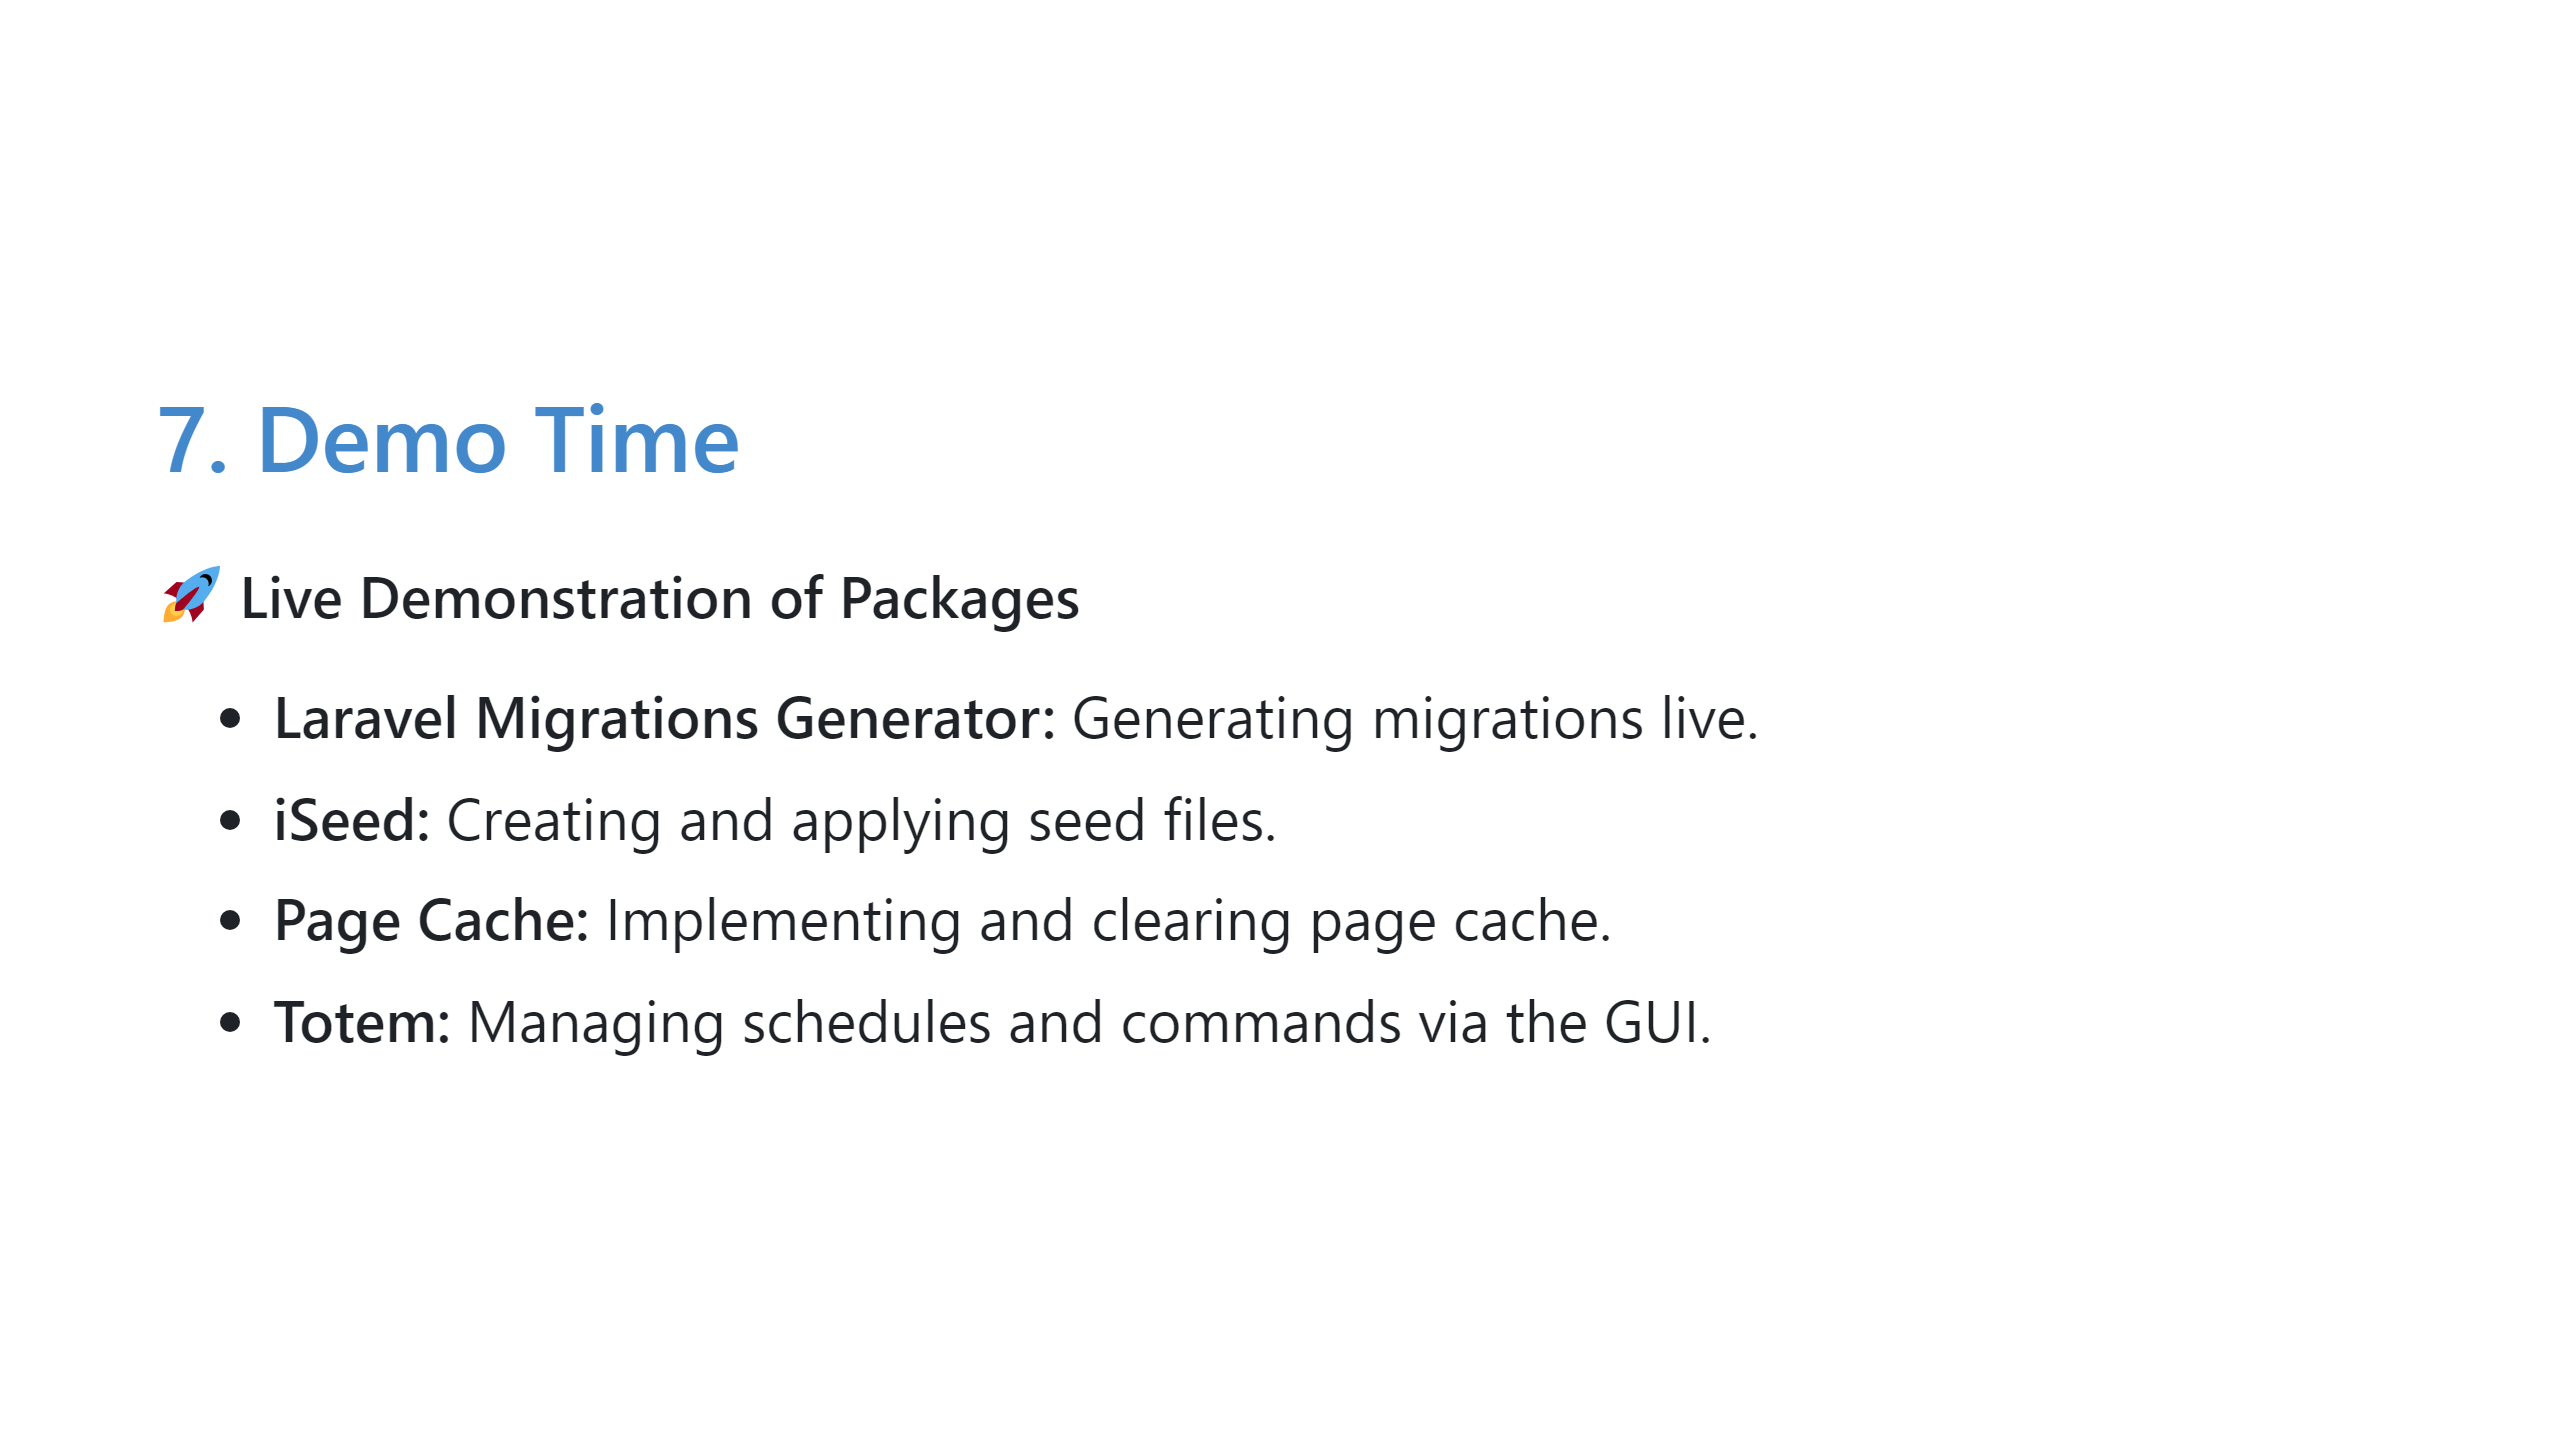 7. Demo Time
🚀 Live Demonstration of Packages
• Laravel Migrations Generator: Generating migrations live.
• iSeed: Creating and applying seed files.
• Page Cache: Implementing and clearing page cache.
• Totem: Managing schedules and commands via the GUI.